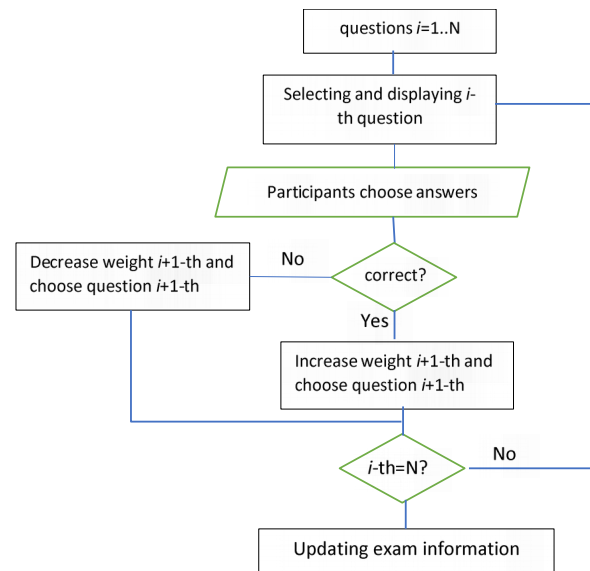 questions i=1..N
Selecting and displaying i-
th question
Participants choose answers
Decrease weight i+1-th and
choose question i+1-th
No
correct?
Yes
Increase weight i+1-th and
choose question i+1-th
i-th=N?
No
Updating exam information